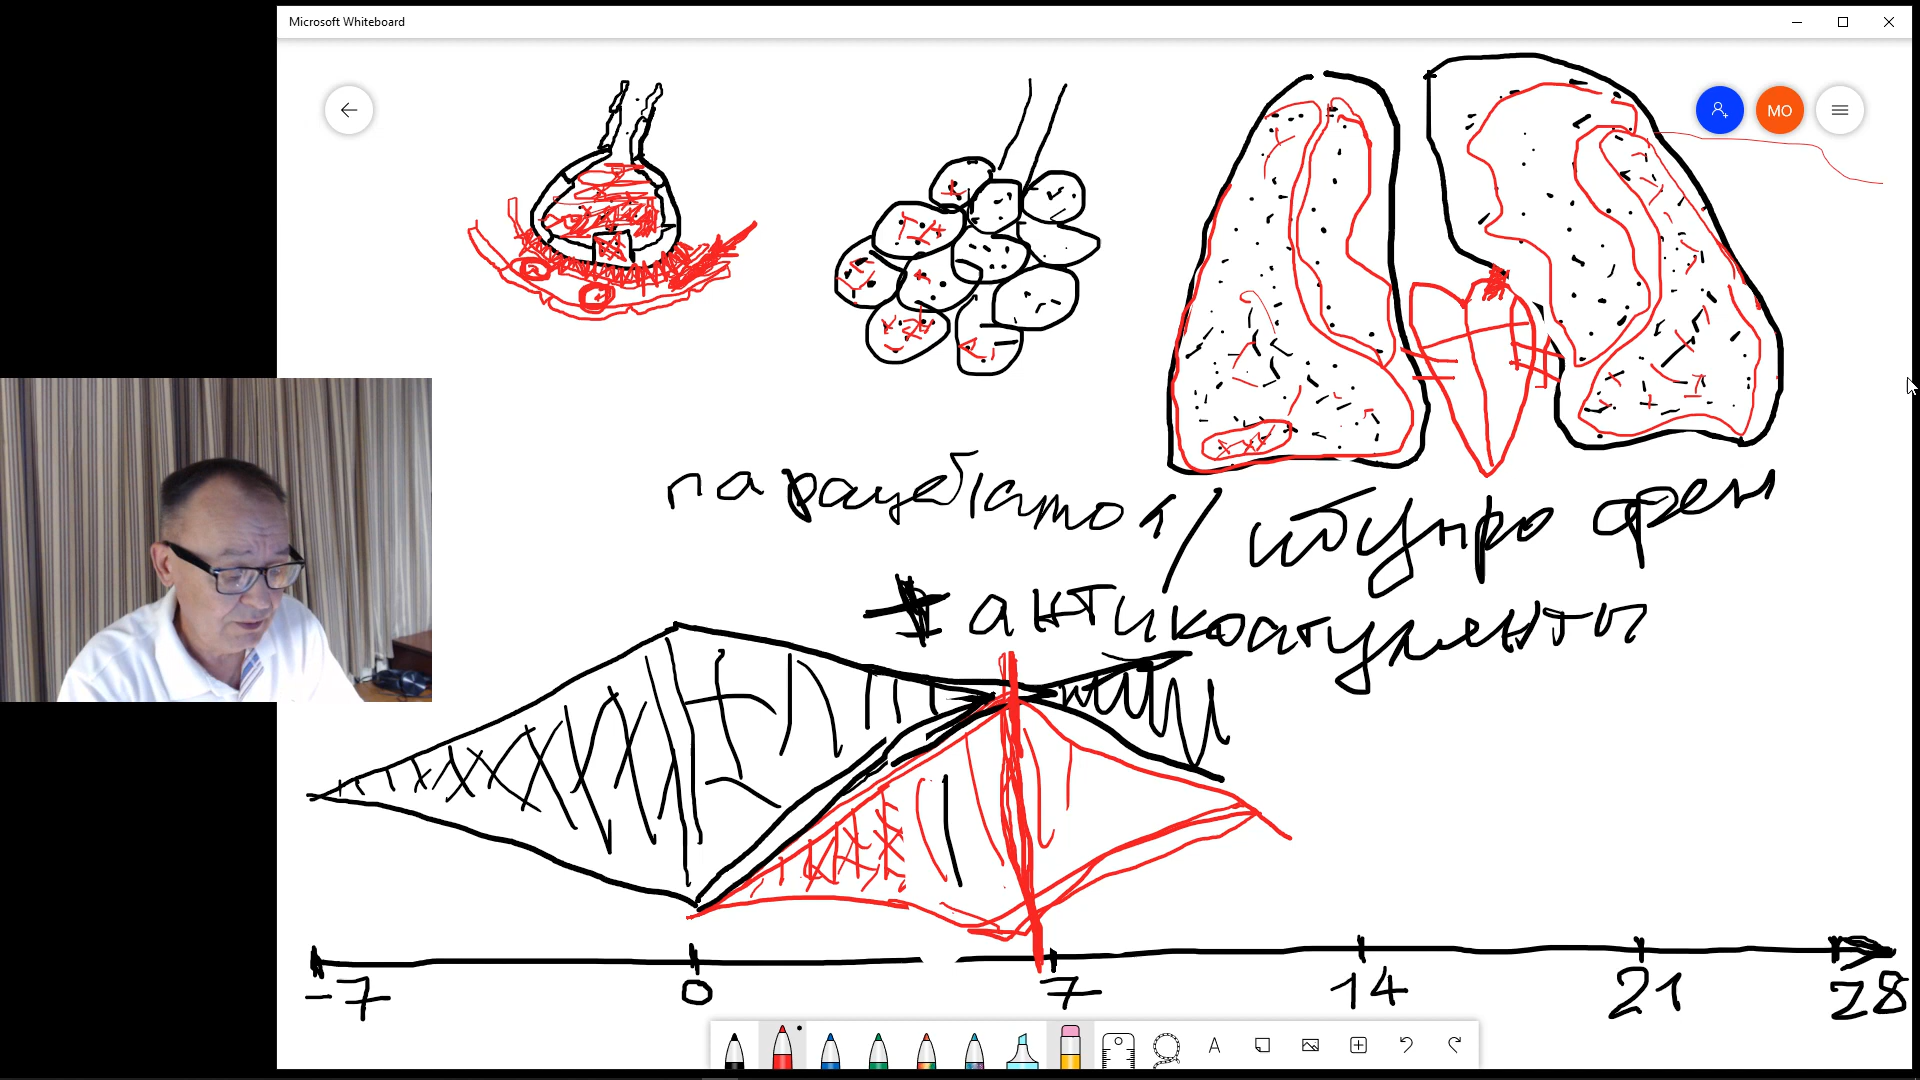 Microsoft Whiteboard
MO
парацетамол / ибупрофен
+ антикоагулянты
-7 0 7 14 21 28
A